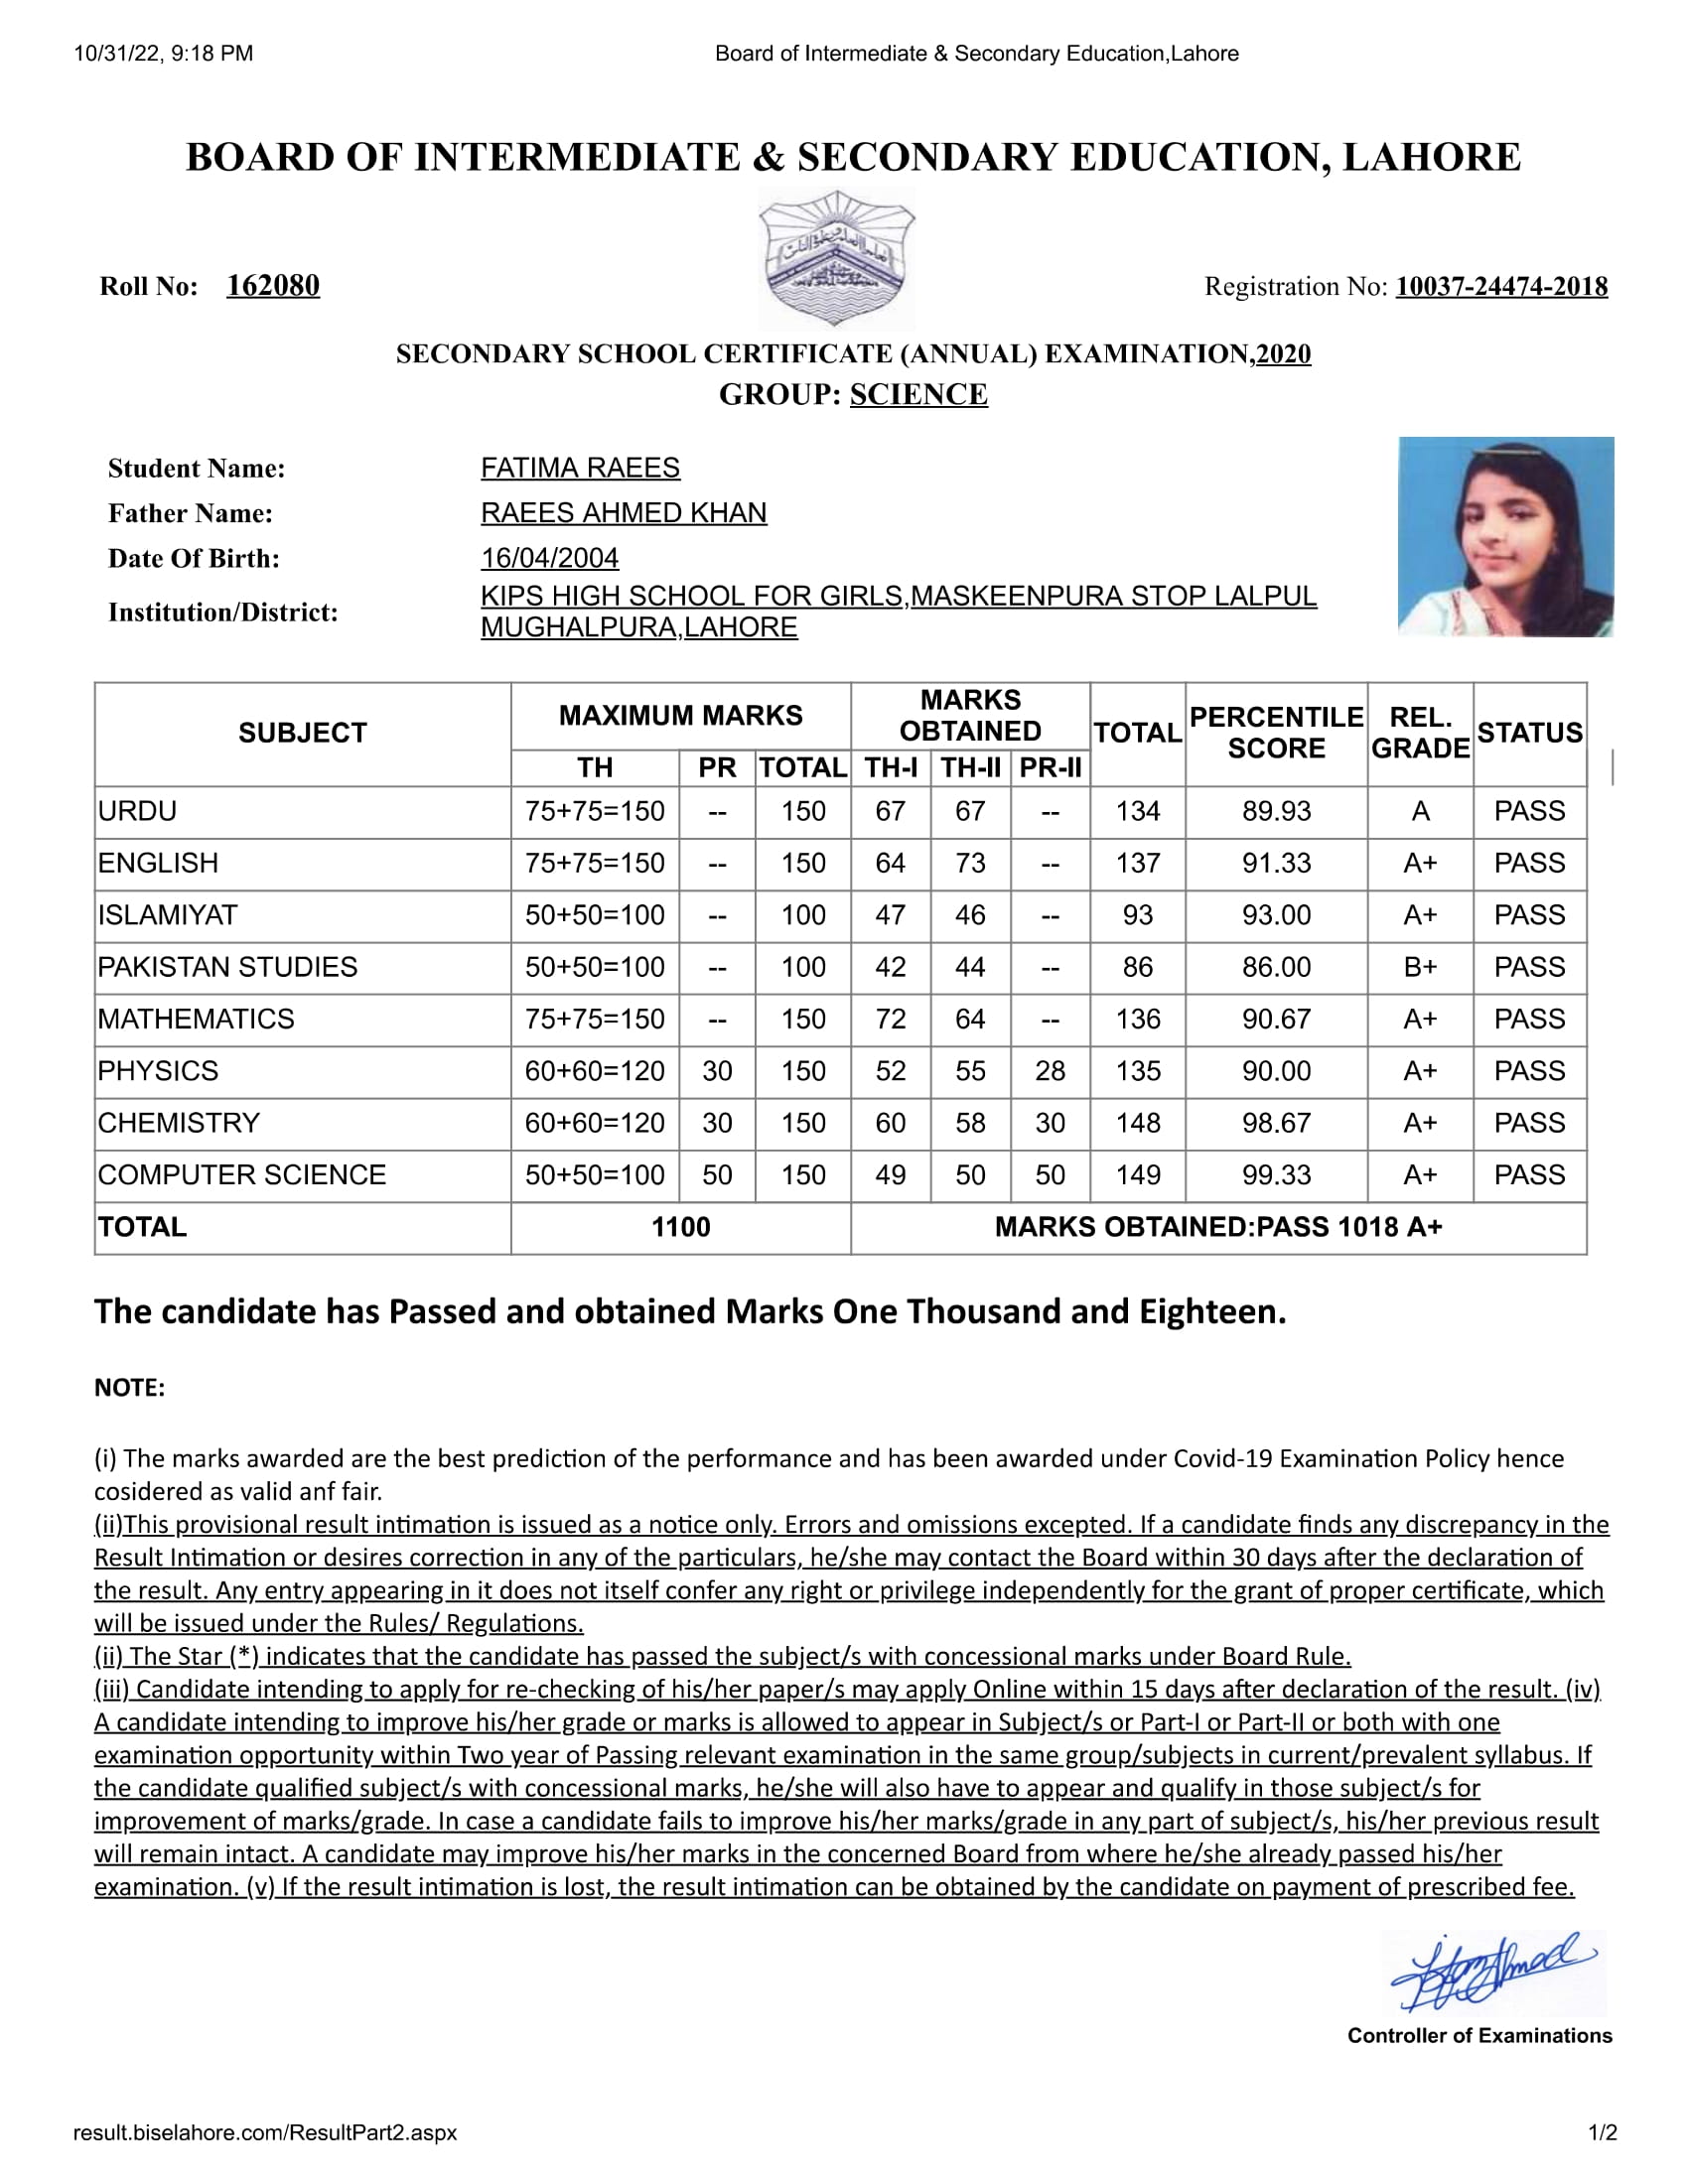 10/31/22, 9:18 PM Board of Intermediate & Secondary Education,Lahore
BOARD OF INTERMEDIATE & SECONDARY EDUCATION, LAHORE
Roll No: 162080 Registration No: 10037-24474-2018
SECONDARY SCHOOL CERTIFICATE (ANNUAL) EXAMINATION,2020
GROUP: SCIENCE
Student Name: FATIMA RAEES
Father Name: RAEES AHMED KHAN
Date Of Birth: 16/04/2004
Institution/District: KIPS HIGH SCHOOL FOR GIRLS,MASKEENPURA STOP LALPUL
MUGHALPURA,LAHORE
SUBJECT MAXIMUM MARKS MARKS OBTAINED TOTAL PERCENTILE SCORE REL. GRADE STATUS
TH PR TOTAL TH-I TH-II PR-II
URDU 75+75=150 -- 150 67 67 -- 134 89.93 A PASS
ENGLISH 75+75=150 -- 150 64 73 -- 137 91.33 A+ PASS
ISLAMIYAT 50+50=100 -- 100 47 46 -- 93 93.00 A+ PASS
PAKISTAN STUDIES 50+50=100 -- 100 42 44 -- 86 86.00 B+ PASS
MATHEMATICS 75+75=150 -- 150 72 64 -- 136 90.67 A+ PASS
PHYSICS 60+60=120 30 150 52 55 28 135 90.00 A+ PASS
CHEMISTRY 60+60=120 30 150 60 58 30 148 98.67 A+ PASS
COMPUTER SCIENCE 50+50=100 50 150 49 50 50 149 99.33 A+ PASS
TOTAL 1100 MARKS OBTAINED:PASS 1018 A+
The candidate has Passed and obtained Marks One Thousand and Eighteen.
NOTE:
(i) The marks awarded are the best prediction of the performance and has been awarded under Covid-19 Examination Policy hence
cosidered as valid anf fair.
(ii)This provisional result intimation is issued as a notice only. Errors and omissions excepted. If a candidate finds any discrepancy in the
Result Intimation or desires correction in any of the particulars, he/she may contact the Board within 30 days after the declaration of
the result. Any entry appearing in it does not itself confer any right or privilege independently for the grant of proper certificate, which
will be issued under the Rules/ Regulations.
(ii) The Star (*) indicates that the candidate has passed the subject/s with concessional marks under Board Rule.
(iii) Candidate intending to apply for re-checking of his/her paper/s may apply Online within 15 days after declaration of the result. (iv)
A candidate intending to improve his/her grade or marks is allowed to appear in Subject/s or Part-I or Part-II or both with one
examination opportunity within Two year of Passing relevant examination in the same group/subjects in current/prevalent syllabus. If
the candidate qualified subject/s with concessional marks, he/she will also have to appear and qualify in those subject/s for
improvement of marks/grade. In case a candidate fails to improve his/her marks/grade in any part of subject/s, his/her previous result
will remain intact. A candidate may improve his/her marks in the concerned Board from where he/she already passed his/her
examination. (v) If the result intimation is lost, the result intimation can be obtained by the candidate on payment of prescribed fee.
Controller of Examinations
result.biselahore.com/ResultPart2.aspx 1/2